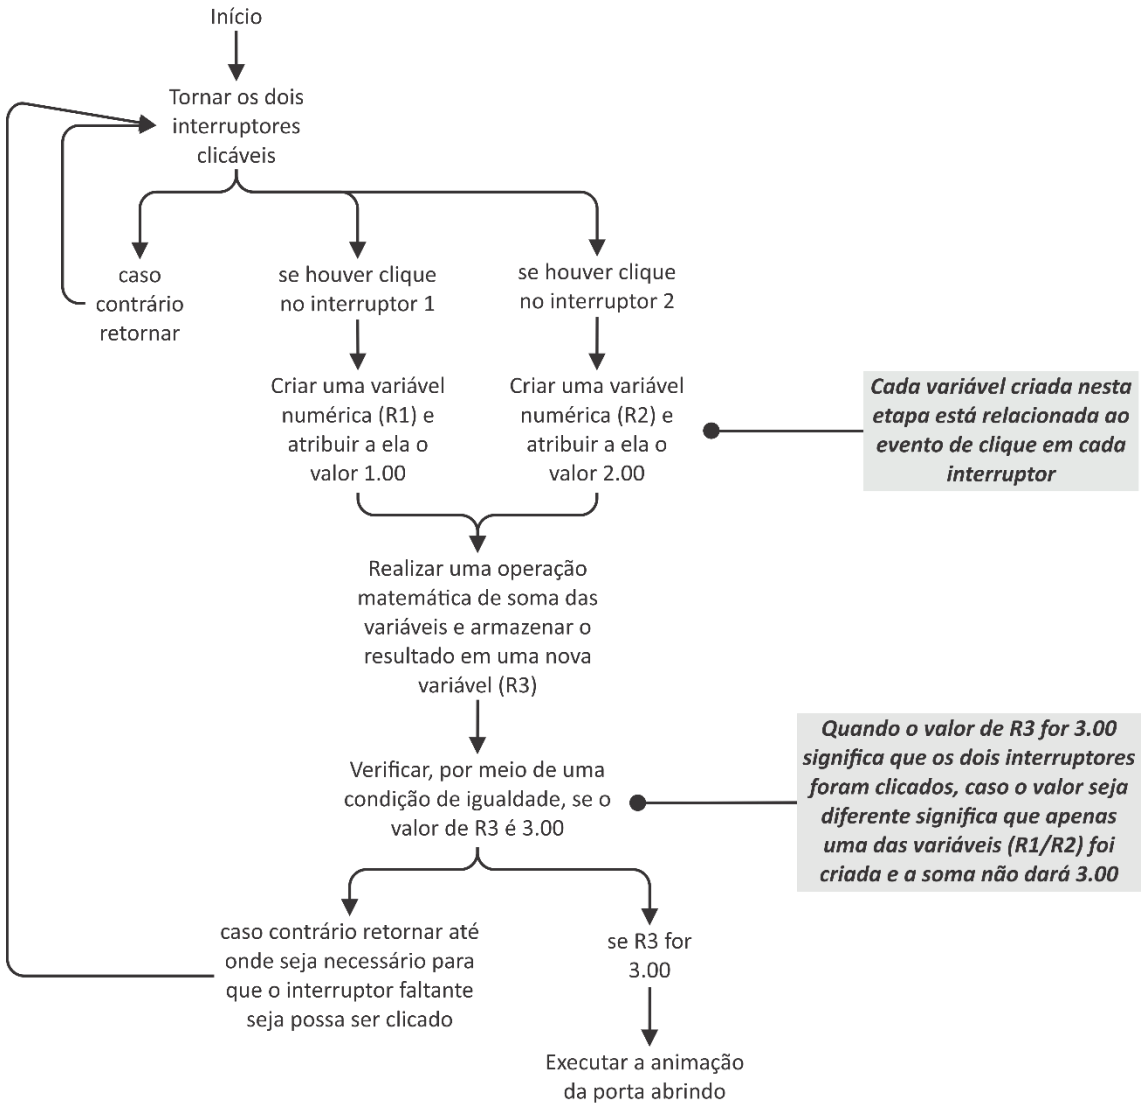 Início
Tornar os dois
interruptores
clicáveis
caso
contrário
retornar
se houver clique
no interruptor 1
se houver clique
no interruptor 2
Criar uma variável
numérica (R1) e
atribuir a ela o
valor 1.00
Criar uma variável
numérica (R2) e
atribuir a ela o
valor 2.00
Cada variável criada nesta
etapa está relacionada ao
evento de clique em cada
interruptor
Realizar uma operação
matemática de soma das
variáveis e armazenar o
resultado em uma nova
variável (R3)
Verificar, por meio de uma
condição de igualdade, se o
valor de R3 é 3.00
Quando o valor de R3 for 3.00
significa que os dois interruptores
foram clicados, caso o valor seja
diferente significa que apenas
uma das variáveis (R1/R2) foi
criada e a soma não dará 3.00
caso contrário retornar até
onde seja necessário para
que o interruptor faltante
seja possa ser clicado
se R3 for
3.00
Executar a animação
da porta abrindo